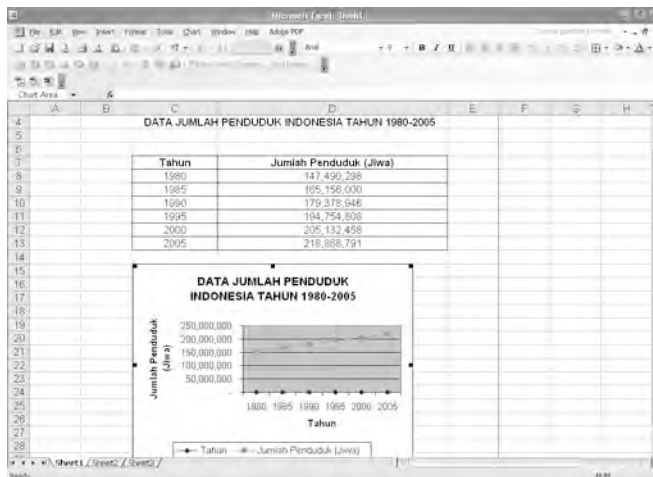 Microsoft Excel - Book1
File Edit View Insert Format Tools Chart Window Help Adobe PDF
Arial 9 B I U
Chart Area fx
A B C D E F G H
4 DATA JUMLAH PENDUDUK INDONESIA TAHUN 1980-2005
5
6
7 Tahun Jumlah Penduduk (Jiwa)
8 1980 147,490,298
9 1985 165,156,000
10 1990 179,378,946
11 1995 194,754,808
12 2000 205,132,458
13 2005 218,868,791
14
15
16 DATA JUMLAH PENDUDUK
17 INDONESIA TAHUN 1980-2005
18
19
20
21
22
23
24
25
26
27
28
Jumlah Penduduk
(Jiwa)
250,000,000
200,000,000
150,000,000
100,000,000
50,000,000
-
1980 1985 1990 1995 2000 2005
Tahun
Tahun Jumlah Penduduk (Jiwa)
Sheet1 / Sheet2 / Sheet3 /
Ready NUM